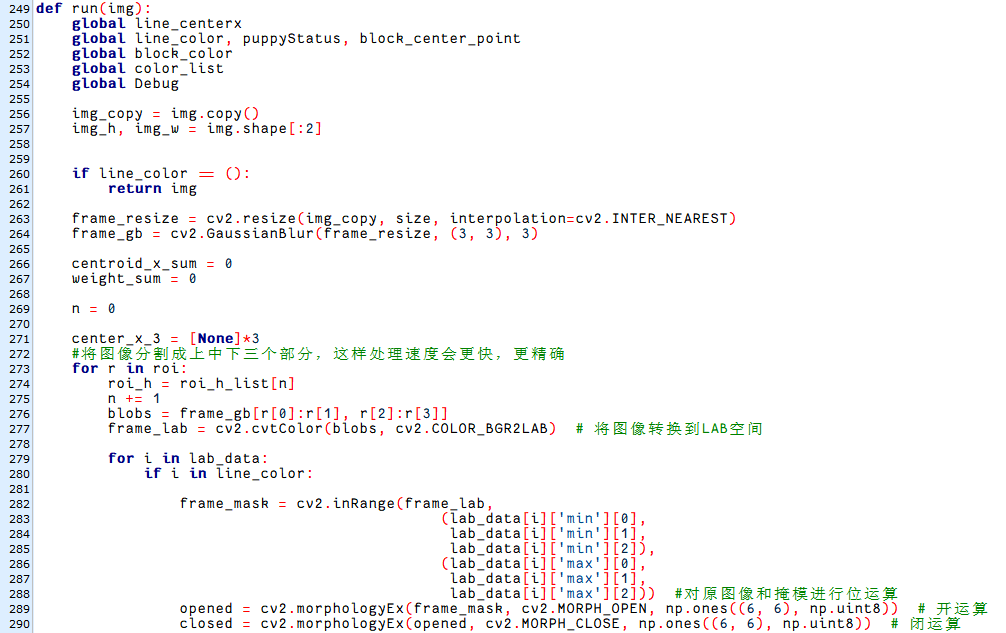 249 def run(img):
250     global line_centerx
251     global line_color, puppyStatus, block_center_point
252     global block_color
253     global color_list
254     global Debug
255
256     img_copy = img.copy()
257     img_h, img_w = img.shape[:2]
258
259
260     if line_color == ():
261         return img
262
263     frame_resize = cv2.resize(img_copy, size, interpolation=cv2.INTER_NEAREST)
264     frame_gb = cv2.GaussianBlur(frame_resize, (3, 3), 3)
265
266     centroid_x_sum = 0
267     weight_sum = 0
268
269     n = 0
270
271     center_x_3 = [None]*3
272     #将图像分割成上中下三个部分，这样处理速度会更快，更精确
273     for r in roi:
274         roi_h = roi_h_list[n]
275         n += 1
276         blobs = frame_gb[r[0]:r[1], r[2]:r[3]]
277         frame_lab = cv2.cvtColor(blobs, cv2.COLOR_BGR2LAB)  # 将图像转换到LAB空间
278
279         for i in lab_data:
280             if i in line_color:
281
282                 frame_mask = cv2.inRange(frame_lab,
283                                              (lab_data[i]['min'][0],
284                                               lab_data[i]['min'][1],
285                                               lab_data[i]['min'][2]),
286                                              (lab_data[i]['max'][0],
287                                               lab_data[i]['max'][1],
288                                               lab_data[i]['max'][2]))  #对原图像和掩模进行位运算
289                 opened = cv2.morphologyEx(frame_mask, cv2.MORPH_OPEN, np.ones((6, 6), np.uint8))  # 开运算
290                 closed = cv2.morphologyEx(opened, cv2.MORPH_CLOSE, np.ones((6, 6), np.uint8))  # 闭运算